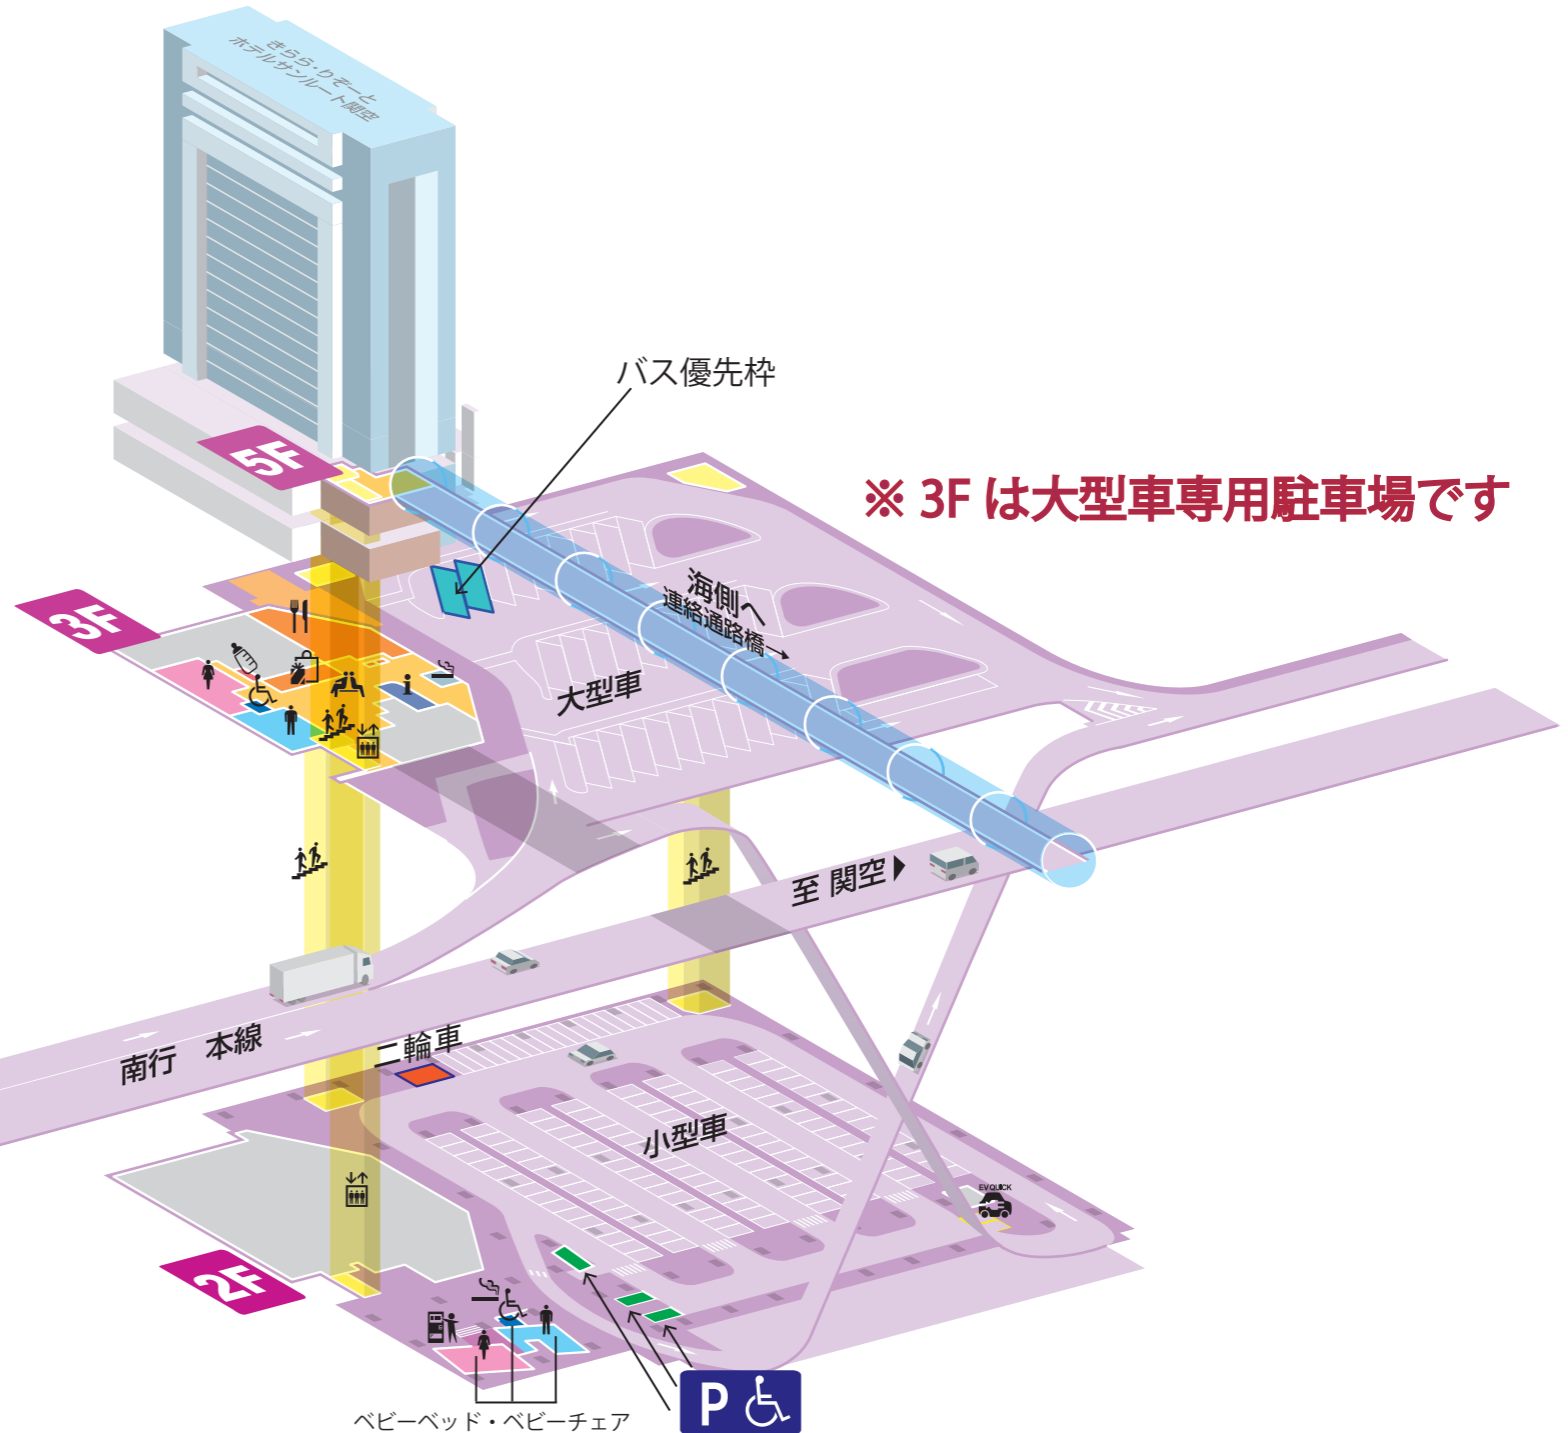 きらら・りぞーと
ホテルサンルート関空
バス優先枠
5F
※ 3F は大型車専用駐車場です
海側へ
連絡通路橋→
3F
大型車
至 関空
南行 本線
二輪車
小型車
EV QUICK
2F
P
ベビーベッド・ベビーチェア